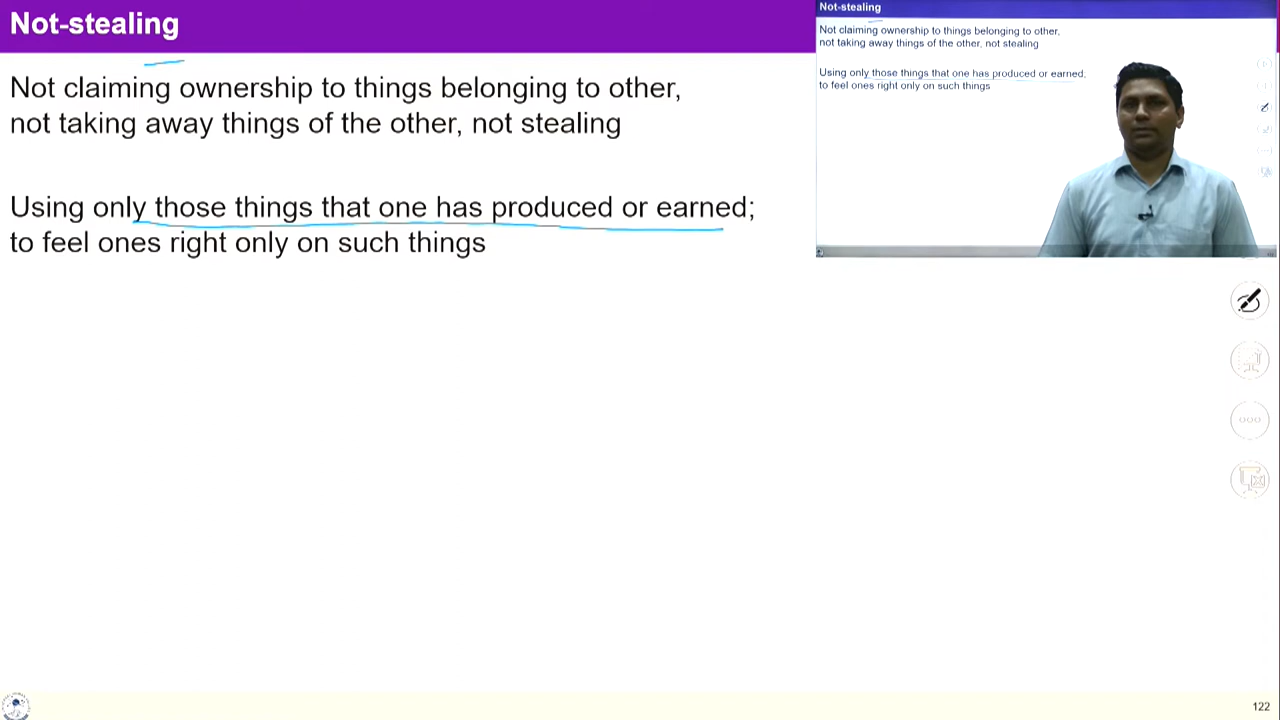 Not-stealing
Not claiming ownership to things belonging to other,
not taking away things of the other, not stealing
Using only those things that one has produced or earned;
to feel ones right only on such things
Not-stealing
Not claiming ownership to things belonging to other,
not taking away things of the other, not stealing
Using only those things that one has produced or earned;
to feel ones right only on such things
122